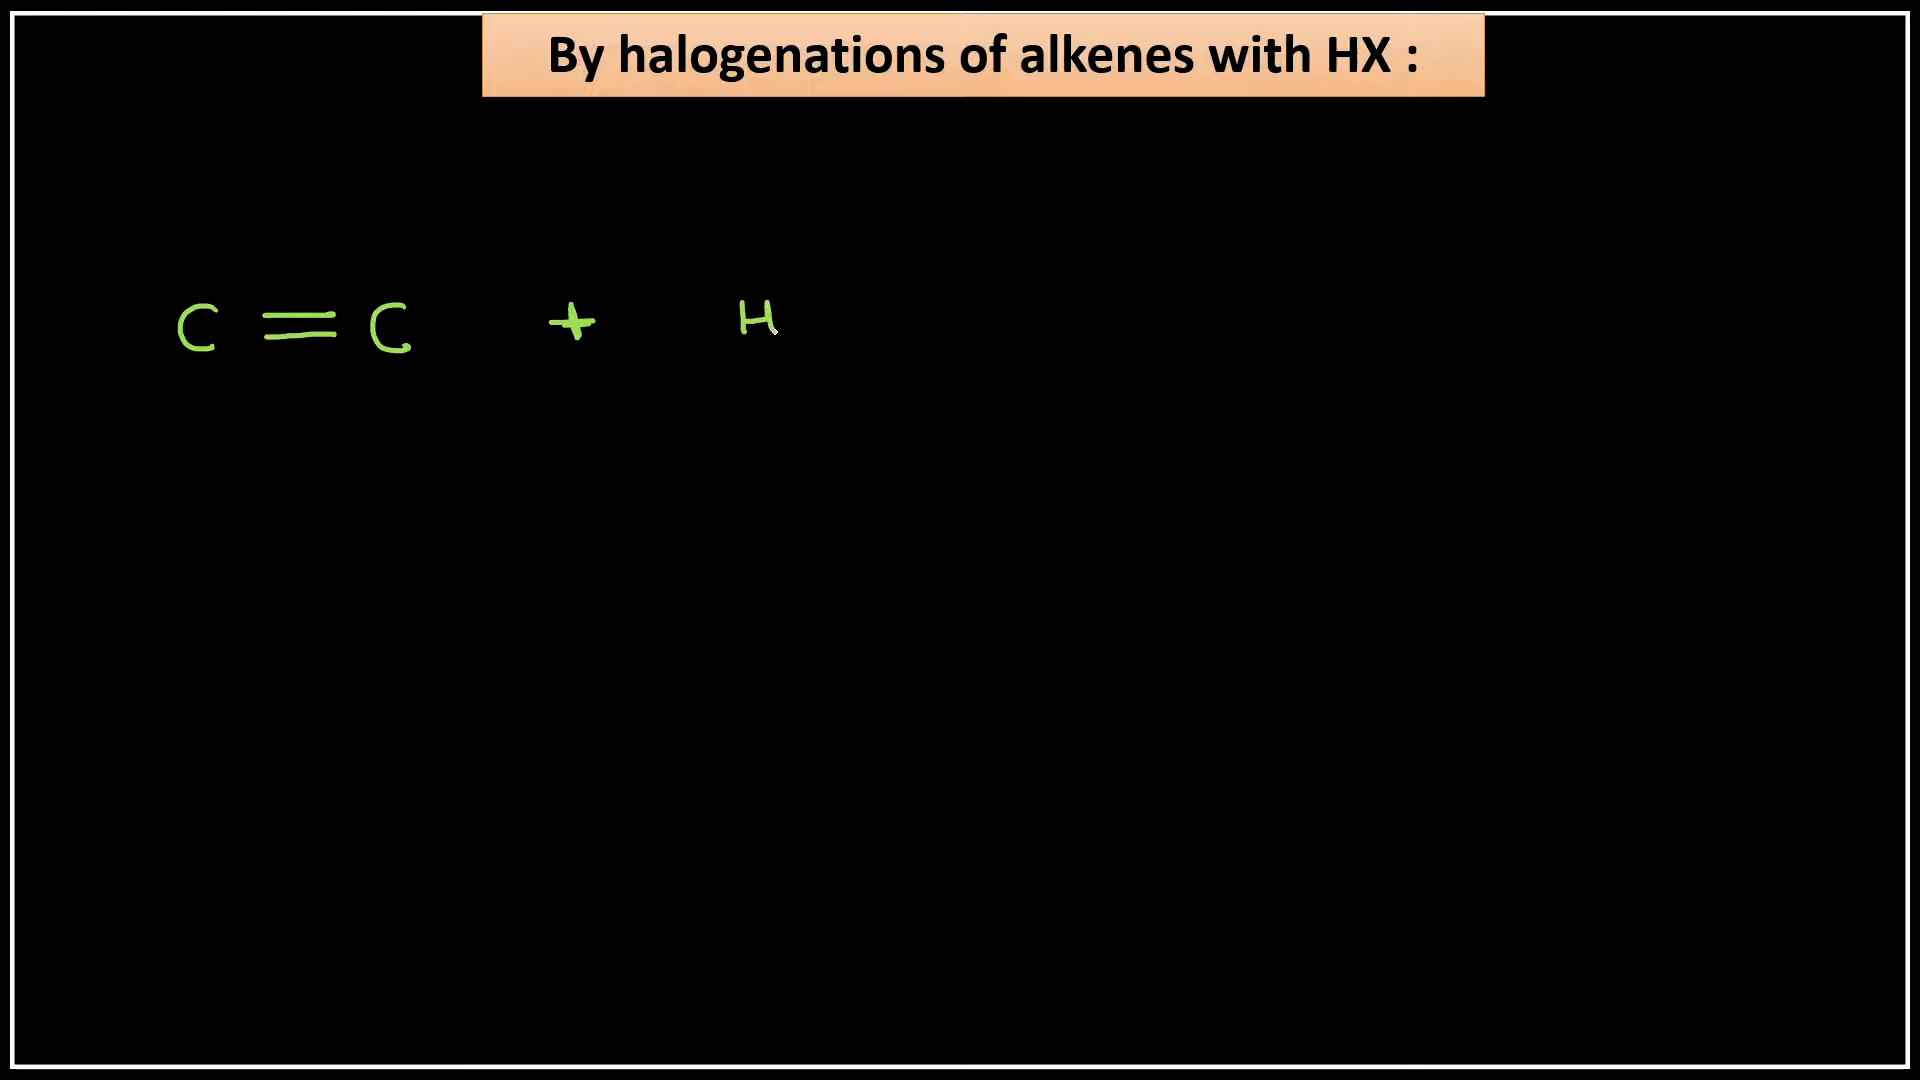 By halogenations of alkenes with HX :
C = C + H